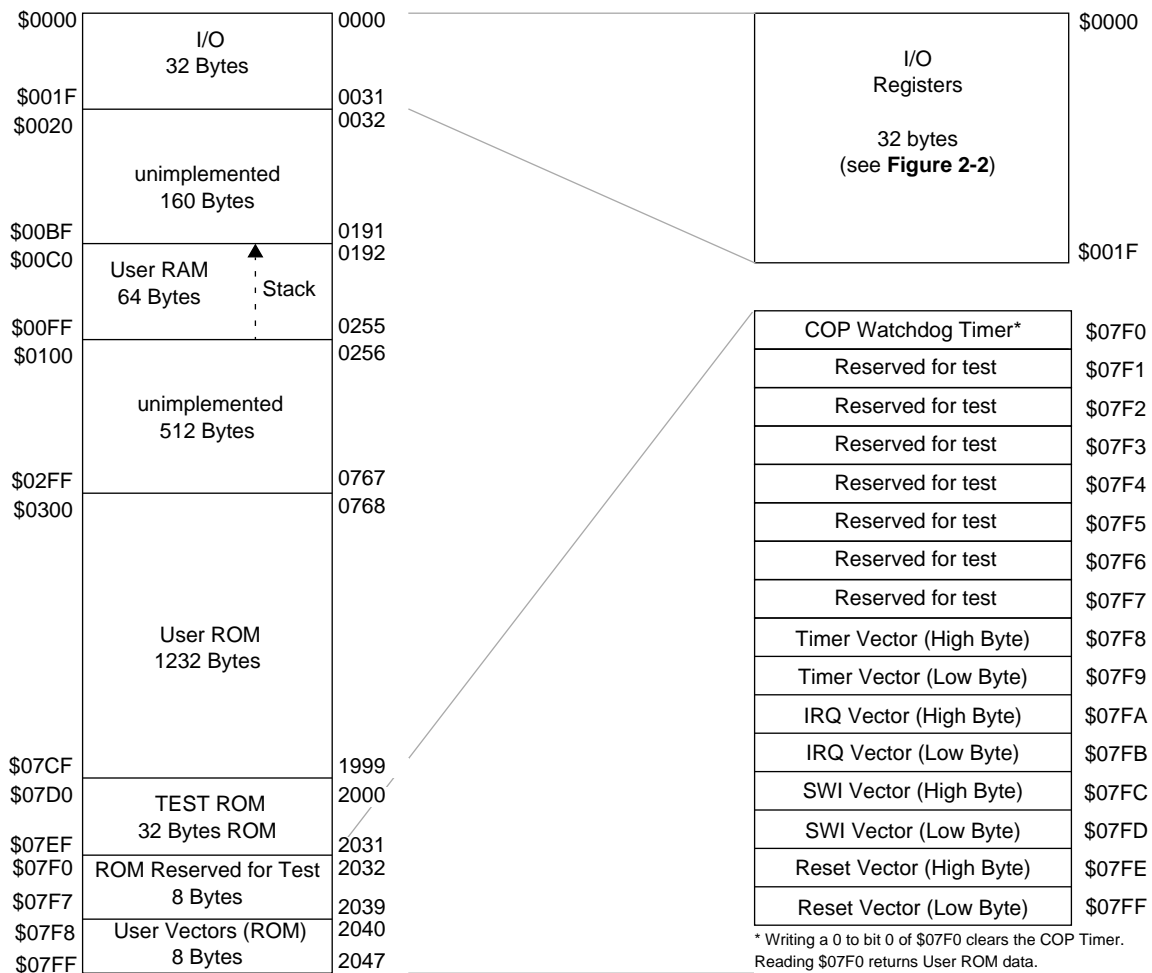 $0000
I/O
32 Bytes
$001F
0000
0031
$0020
unimplemented
160 Bytes
$00BF
0032
0191
$00C0
User RAM
64 Bytes
Stack
$00FF
0192
0255
$0100
unimplemented
512 Bytes
$02FF
0256
0767
$0300
User ROM
1232 Bytes
$07CF
0768
1999
$07D0
TEST ROM
32 Bytes ROM
$07EF
2000
2031
$07F0
ROM Reserved for Test
8 Bytes
$07F7
2032
2039
$07F8
User Vectors (ROM)
8 Bytes
$07FF
2040
2047
I/O
Registers
32 bytes
(see Figure 2-2)
$0000
$001F
COP Watchdog Timer* $07F0
Reserved for test $07F1
Reserved for test $07F2
Reserved for test $07F3
Reserved for test $07F4
Reserved for test $07F5
Reserved for test $07F6
Reserved for test $07F7
Timer Vector (High Byte) $07F8
Timer Vector (Low Byte) $07F9
IRQ Vector (High Byte) $07FA
IRQ Vector (Low Byte) $07FB
SWI Vector (High Byte) $07FC
SWI Vector (Low Byte) $07FD
Reset Vector (High Byte) $07FE
Reset Vector (Low Byte) $07FF
* Writing a 0 to bit 0 of $07F0 clears the COP Timer.
Reading $07F0 returns User ROM data.